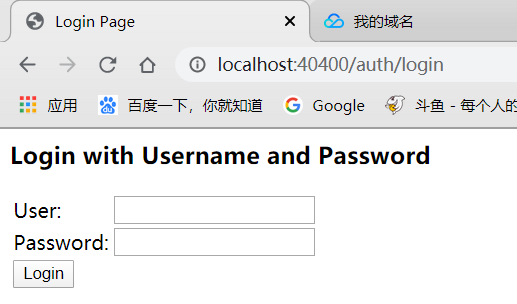 Login Page 我的域名
localhost:40400/auth/login
应用 百度一下，你就知道 Google 斗鱼 - 每个人的
Login with Username and Password
User:
Password:
Login